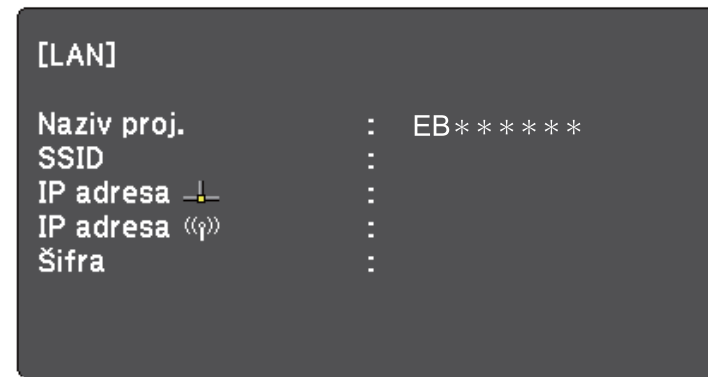 [LAN]
Naziv proj. : EB******
SSID :
IP adresa :
IP adresa :
Šifra :